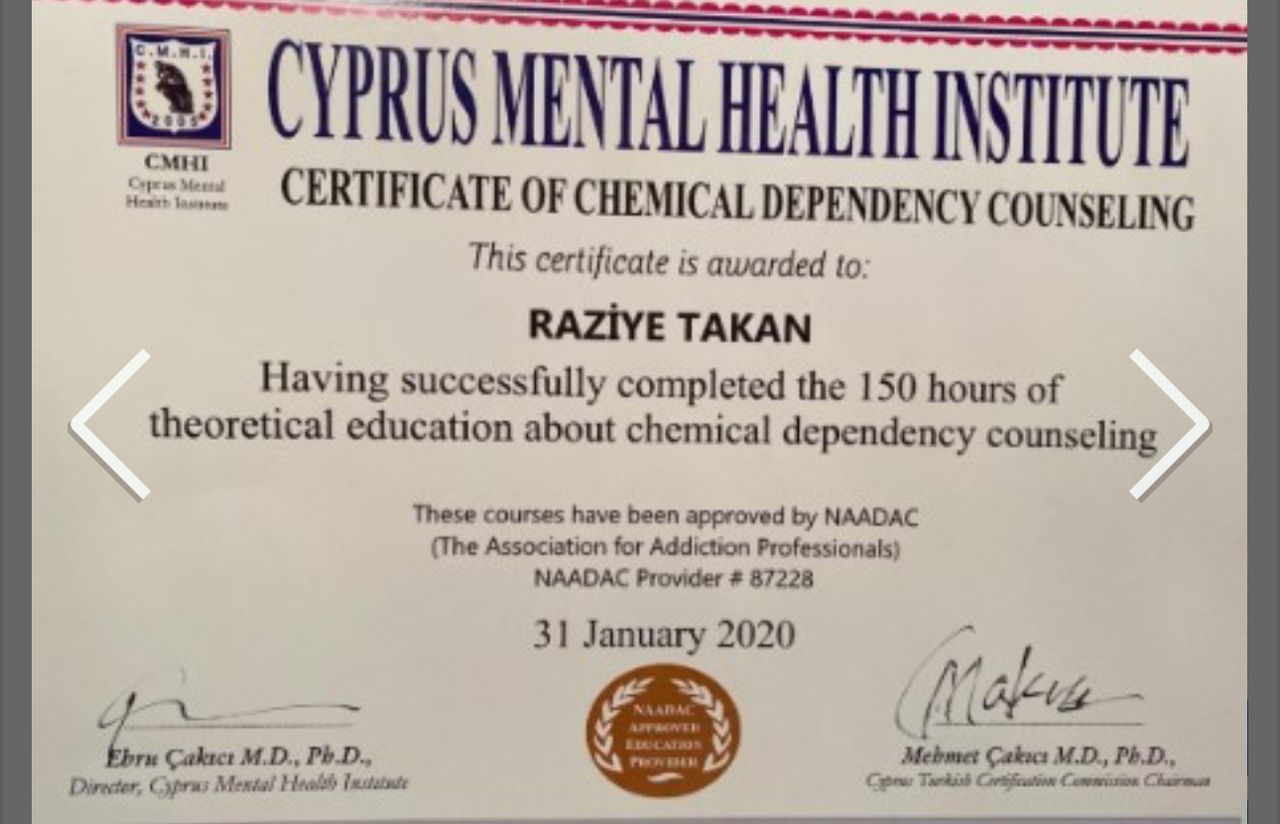 C.M.H.I.
2005
CMHI
Cyprus Mental
Health Institute
CYPRUS MENTAL HEALTH INSTITUTE
CERTIFICATE OF CHEMICAL DEPENDENCY COUNSELING
This certificate is awarded to:
RAZİYE TAKAN
Having successfully completed the 150 hours of
theoretical education about chemical dependency counseling
These courses have been approved by NAADAC
(The Association for Addiction Professionals)
NAADAC Provider # 87228
31 January 2020
NAADAC
APPROVED
EDUCATION
PROVIDER
Ebru Çakıcı M.D., Ph.D.,
Director, Cyprus Mental Health Institute
Mehmet Çakıcı M.D., Ph.D.,
Cyprus Turkish Certification Commission Chairman